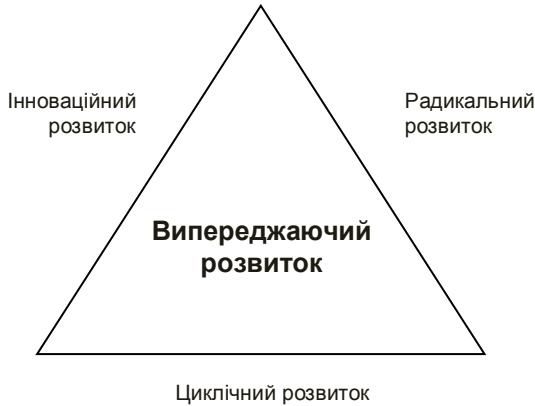 Інноваційний
розвиток
Радикальний
розвиток
Випереджаючий
розвиток
Циклічний розвиток